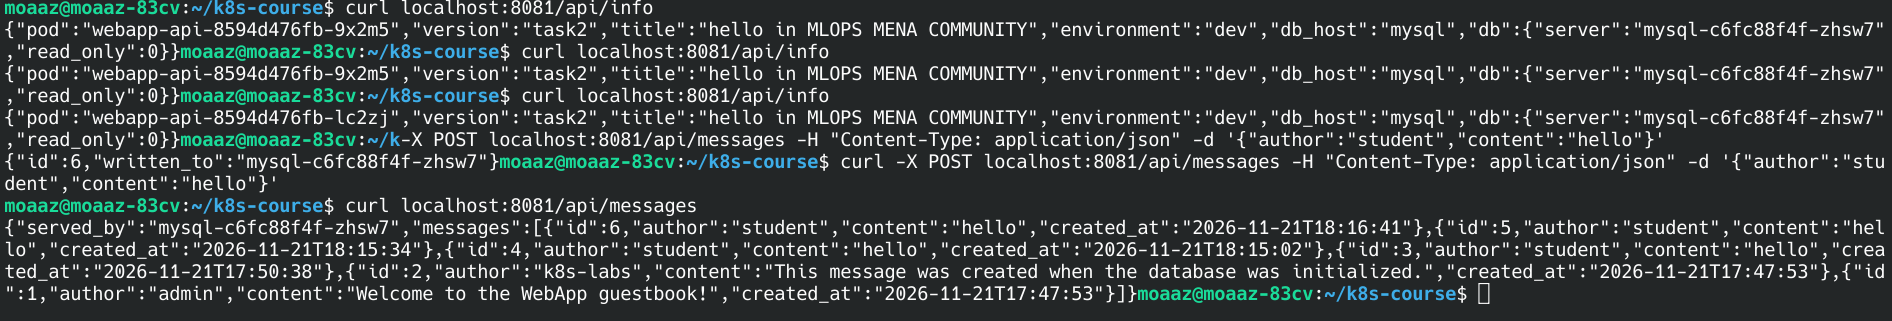 moaaz@moaaz-83cv:~/k8s-course$ curl localhost:8081/api/info
{"pod":"webapp-api-8594d476fb-9x2m5","version":"task2","title":"hello in MLOPS MENA COMMUNITY","environment":"dev","db_host":"mysql","db":{"server":"mysql-c6fc88f4f-zhsw7"
,"read_only":0}}moaaz@moaaz-83cv:~/k8s-course$ curl localhost:8081/api/info
{"pod":"webapp-api-8594d476fb-9x2m5","version":"task2","title":"hello in MLOPS MENA COMMUNITY","environment":"dev","db_host":"mysql","db":{"server":"mysql-c6fc88f4f-zhsw7"
,"read_only":0}}moaaz@moaaz-83cv:~/k8s-course$ curl localhost:8081/api/info
{"pod":"webapp-api-8594d476fb-lc2zj","version":"task2","title":"hello in MLOPS MENA COMMUNITY","environment":"dev","db_host":"mysql","db":{"server":"mysql-c6fc88f4f-zhsw7"
,"read_only":0}}moaaz@moaaz-83cv:~/k-X POST localhost:8081/api/messages -H "Content-Type: application/json" -d '{"author":"student","content":"hello"}'
{"id":6,"written_to":"mysql-c6fc88f4f-zhsw7"}moaaz@moaaz-83cv:~/k8s-course$ curl -X POST localhost:8081/api/messages -H "Content-Type: application/json" -d '{"author":"stu
dent","content":"hello"}'
moaaz@moaaz-83cv:~/k8s-course$ curl localhost:8081/api/messages
{"served_by":"mysql-c6fc88f4f-zhsw7","messages":[{"id":6,"author":"student","content":"hello","created_at":"2026-11-21T18:16:41"},{"id":5,"author":"student","content":"hel
lo","created_at":"2026-11-21T18:15:34"},{"id":4,"author":"student","content":"hello","created_at":"2026-11-21T18:15:02"},{"id":3,"author":"student","content":"hello","crea
ted_at":"2026-11-21T17:50:38"},{"id":2,"author":"k8s-labs","content":"This message was created when the database was initialized.","created_at":"2026-11-21T17:47:53"},{"id
":1,"author":"admin","content":"Welcome to the WebApp guestbook!","created_at":"2026-11-21T17:47:53"}]}moaaz@moaaz-83cv:~/k8s-course$